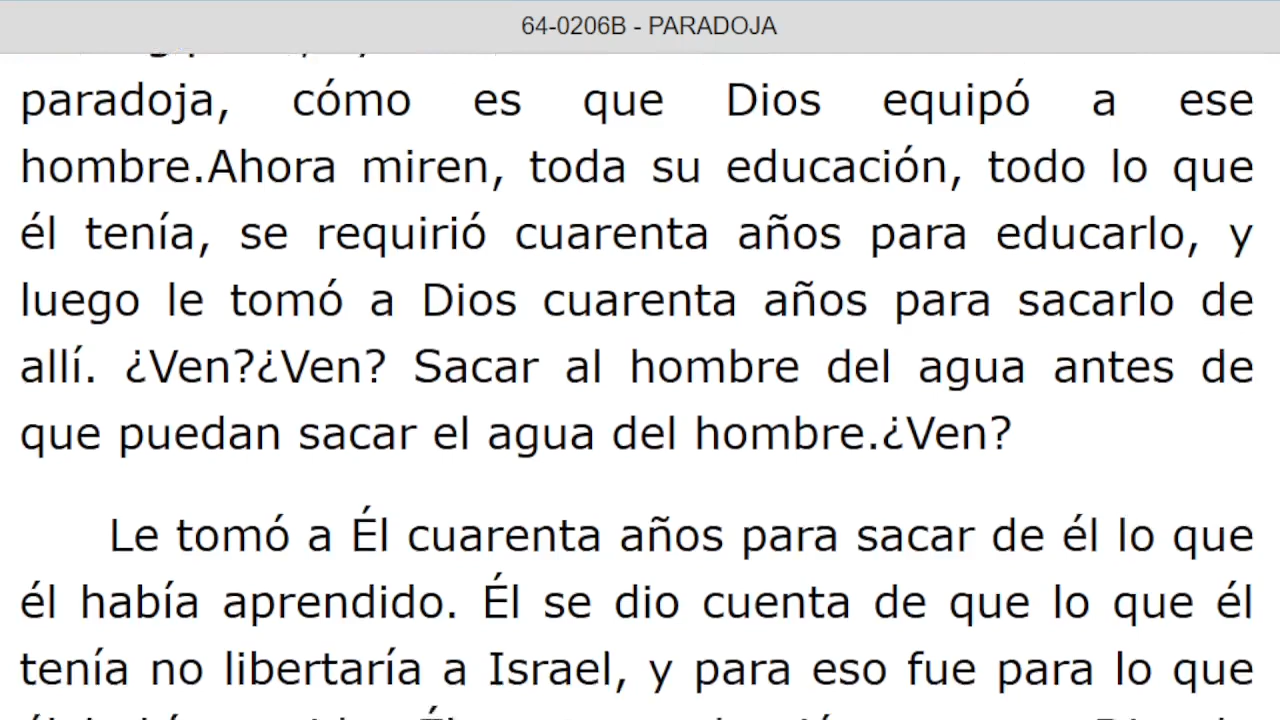 64-0206B - PARADOJA
paradoja, cómo es que Dios equipó a ese
hombre.Ahora miren, toda su educación, todo lo que
él tenía, se requirió cuarenta años para educarlo, y
luego le tomó a Dios cuarenta años para sacarlo de
allí. ¿Ven?¿Ven? Sacar al hombre del agua antes de
que puedan sacar el agua del hombre.¿Ven?
Le tomó a Él cuarenta años para sacar de él lo que
él había aprendido. Él se dio cuenta de que lo que él
tenía no libertaría a Israel, y para eso fue para lo que